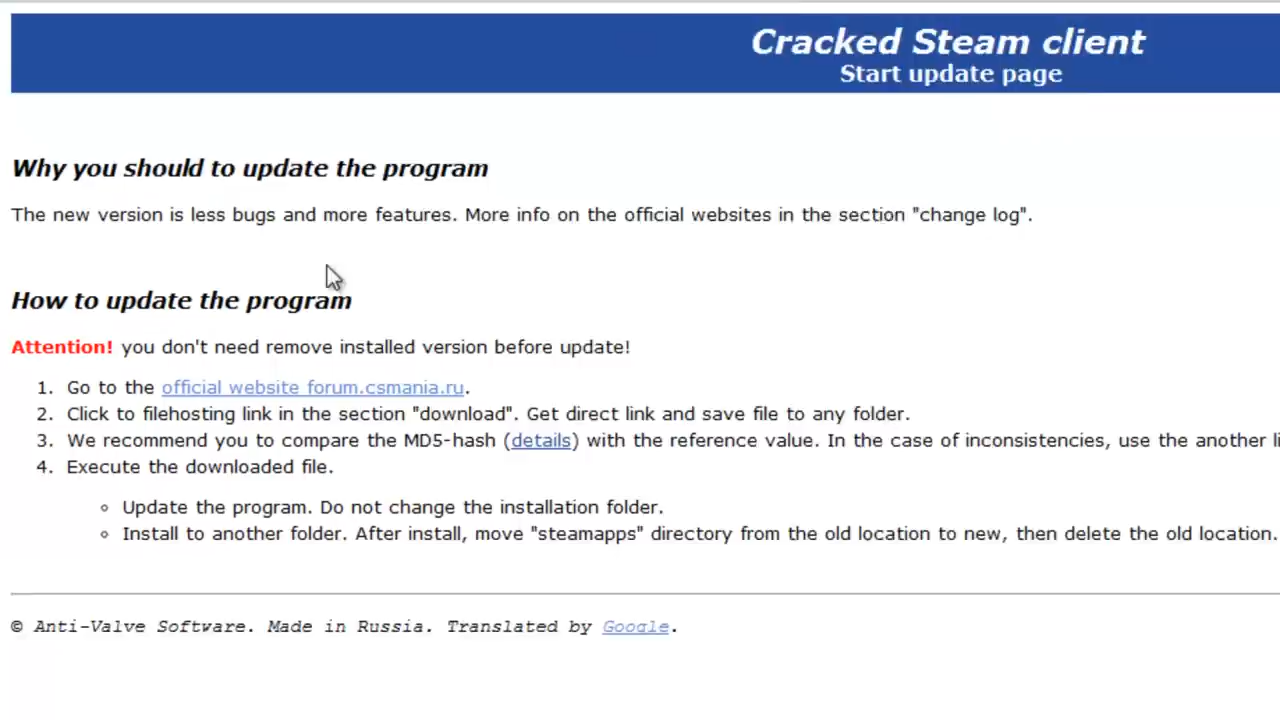 Cracked Steam client
Start update page
Why you should to update the program
The new version is less bugs and more features. More info on the official websites in the section "change log".
How to update the program
Attention! you don't need remove installed version before update!
1. Go to the official website forum.csmania.ru.
2. Click to filehosting link in the section "download". Get direct link and save file to any folder.
3. We recommend you to compare the MD5-hash (details) with the reference value. In the case of inconsistencies, use the another
4. Execute the downloaded file.
◦ Update the program. Do not change the installation folder.
◦ Install to another folder. After install, move "steamapps" directory from the old location to new, then delete the old location.
© Anti-Valve Software. Made in Russia. Translated by Google.